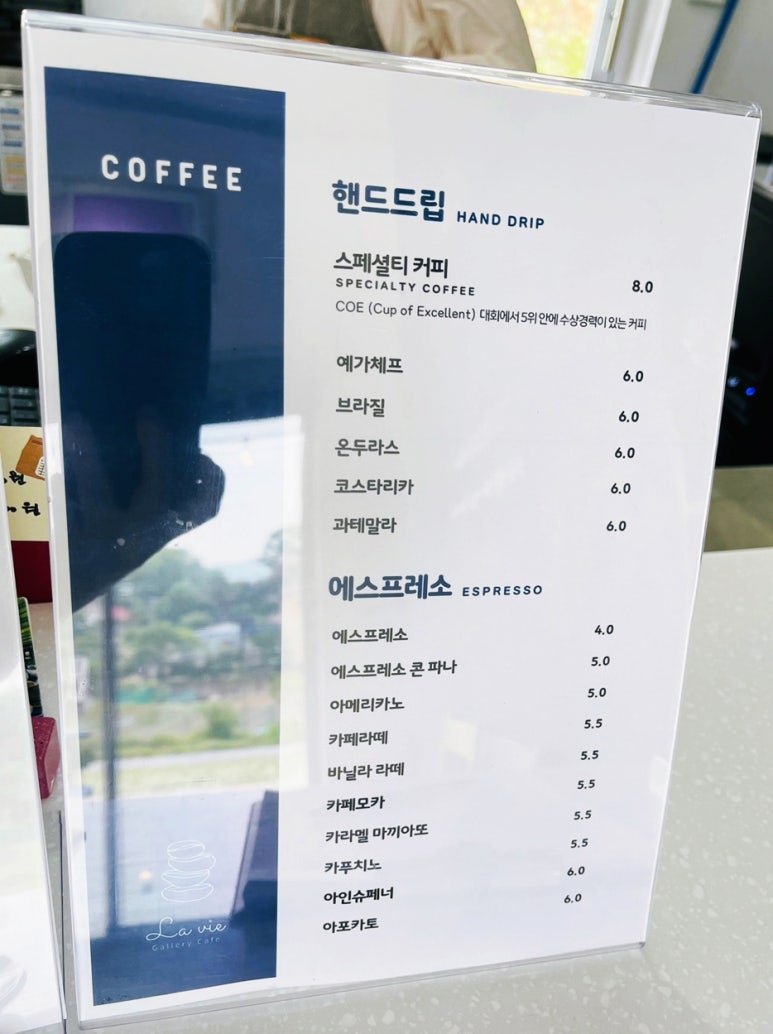 COFFEE
핸드드립 HAND DRIP
스페셜티 커피 8.0
SPECIALTY COFFEE
COE (Cup of Excellent) 대회에서 5위 안에 수상경력이 있는 커피
예가체프 6.0
브라질 6.0
온두라스 6.0
코스타리카 6.0
과테말라 6.0
에스프레소 ESPRESSO
에스프레소 4.0
에스프레소 콘 파나 5.0
아메리카노 5.0
카페라떼 5.5
바닐라 라떼 5.5
카페모카 5.5
카라멜 마끼아또 5.5
카푸치노 5.5
아인슈페너 6.0
아포카토 6.0
La vie
Gallery Cafe
원
원